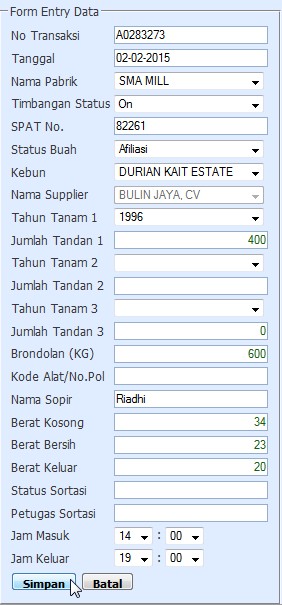 Form Entry Data
No Transaksi A0283273
Tanggal 02-02-2015
Nama Pabrik SMA MILL
Timbangan Status On
SPAT No. 82261
Status Buah Afiliasi
Kebun DURIAN KAIT ESTATE
Nama Supplier BULIN JAYA, CV
Tahun Tanam 1 1996
Jumlah Tandan 1 400
Tahun Tanam 2
Jumlah Tandan 2
Tahun Tanam 3
Jumlah Tandan 3 0
Brondolan (KG) 600
Kode Alat/No.Pol
Nama Sopir Riadhi
Berat Kosong 34
Berat Bersih 23
Berat Keluar 20
Status Sortasi
Petugas Sortasi
Jam Masuk 14 : 00
Jam Keluar 19 : 00
Simpan Batal